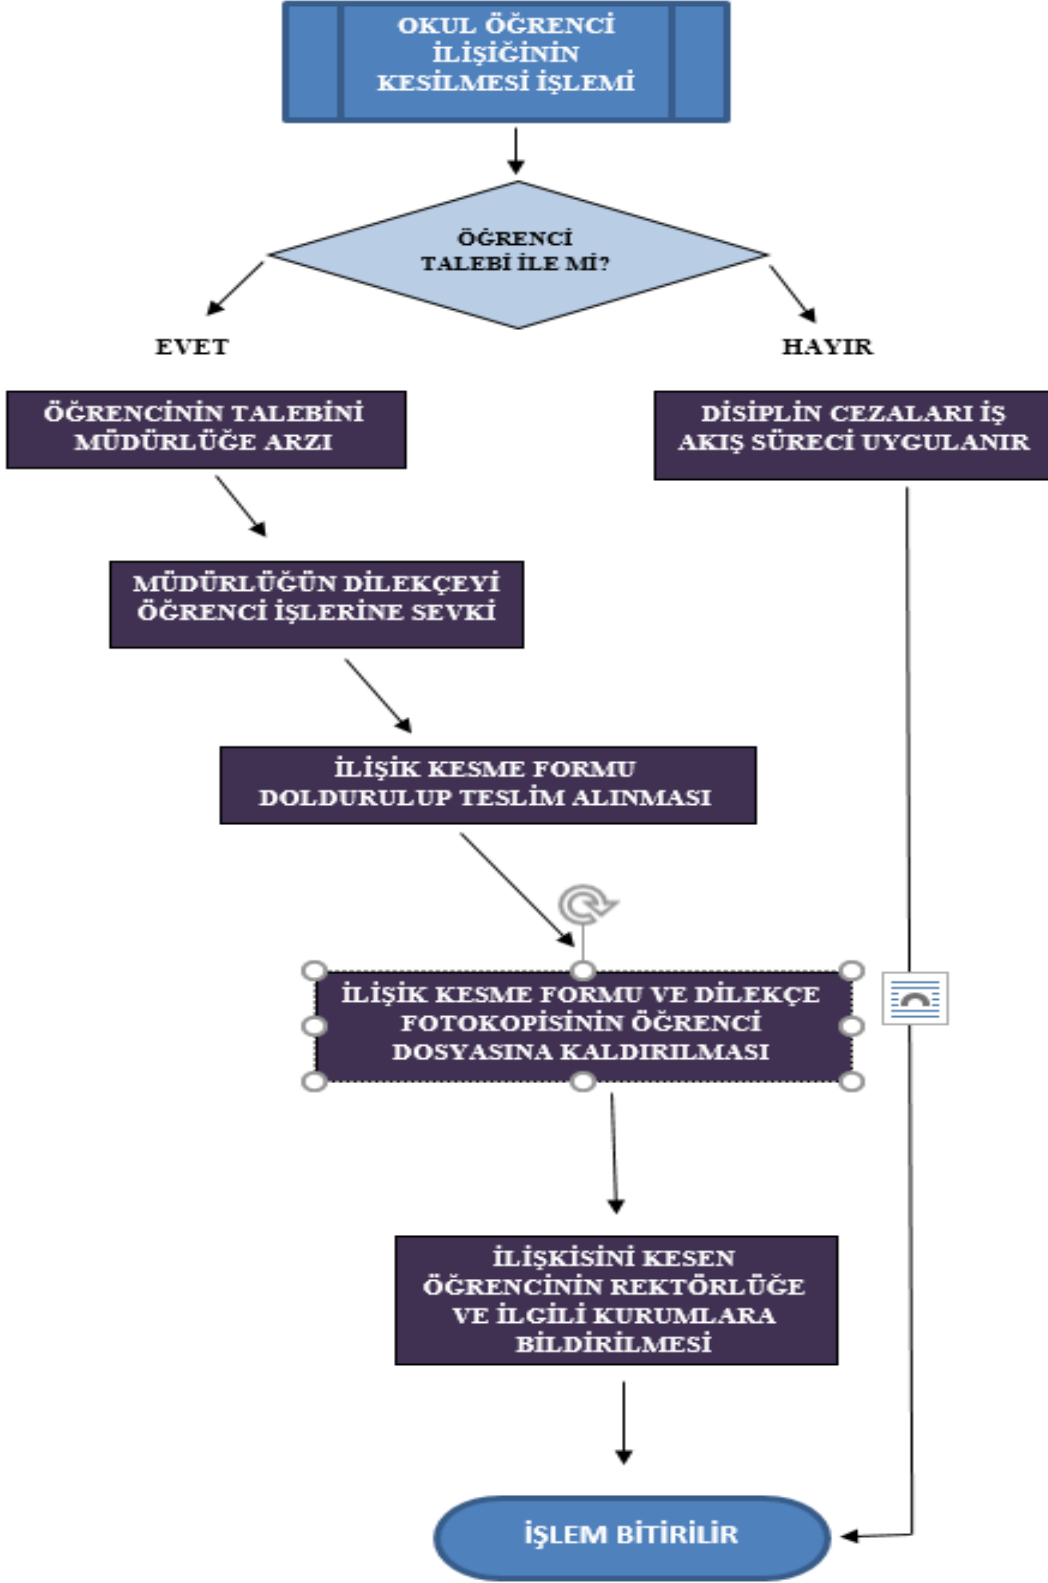 OKUL ÖĞRENCİ
İLİŞİĞİNİN
KESİLMESİ İŞLEMİ
ÖĞRENCİ
TALEBİ İLE Mİ?
EVET
HAYIR
ÖĞRENCİNİN TALEBİNİ
MÜDÜRLÜĞE ARZI
DİSİPLİN CEZALARI İŞ
AKIŞ SÜRECİ UYGULANIR
MÜDÜRLÜĞÜN DİLEKÇEYİ
ÖĞRENCİ İŞLERİNE SEVKİ
İLİŞİK KESME FORMU
DOLDURULUP TESLİM ALINMASI
İLİŞİK KESME FORMU VE DİLEKÇE
FOTOKOPİSİNİN ÖĞRENCİ
DOSYASINA KALDIRILMASI
İLİŞKİSİNİ KESEN
ÖĞRENCİNİN REKTÖRLÜĞE
VE İLGİLİ KURUMLARA
BİLDİRİLMESİ
İŞLEM BİTİRİLİR